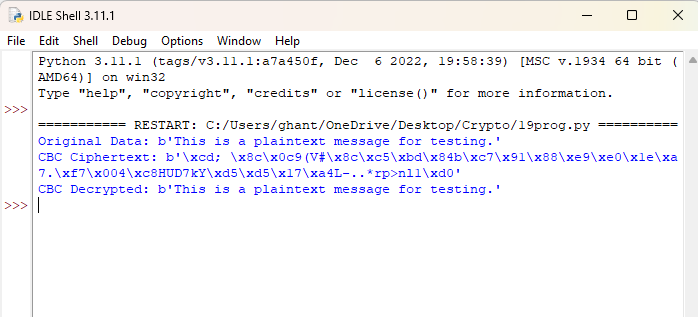 IDLE Shell 3.11.1
File Edit Shell Debug Options Window Help
Python 3.11.1 (tags/v3.11.1:a7a450f, Dec  6 2022, 19:58:39) [MSC v.1934 64 bit (
AMD64)] on win32
Type "help", "copyright", "credits" or "license()" for more information.
>>>
=========== RESTART: C:/Users/ghant/OneDrive/Desktop/Crypto/19prog.py ==========
Original Data: b'This is a plaintext message for testing.'
CBC Ciphertext: b'\xcd; \x8c\x0c9(V#\x8c\xc5\xbd\x84b\xc7\x91\x88\xe9\xe0\x1e\xa
7.\xf7\x004\xc8HUD7kY\xd5\xd5\x17\xa4L-..*rp>nl1\xd0'
CBC Decrypted: b'This is a plaintext message for testing.'
>>>